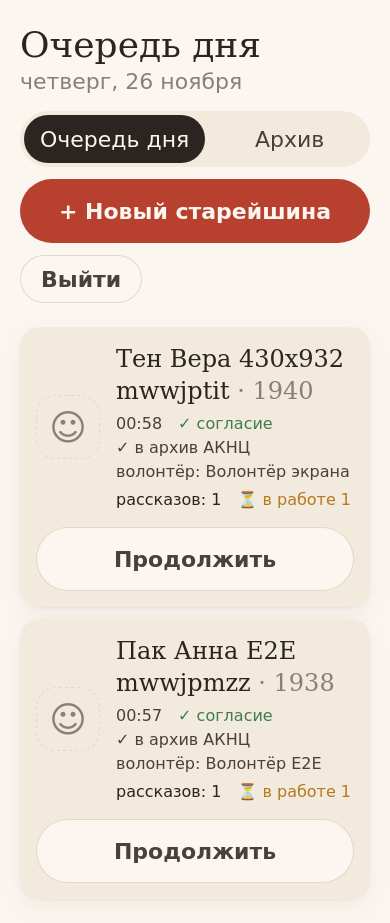 Очередь дня
четверг, 26 ноября
Очередь дня Архив
+ Новый старейшина
Выйти
Тен Вера 430x932
mwwjptit · 1940
00:58 ✓ согласие
✓ в архив АКНЦ
волонтёр: Волонтёр экрана
рассказов: 1 ⏳ в работе 1
Продолжить
Пак Анна E2E
mwwjpmzz · 1938
00:57 ✓ согласие
✓ в архив АКНЦ
волонтёр: Волонтёр E2E
рассказов: 1 ⏳ в работе 1
Продолжить